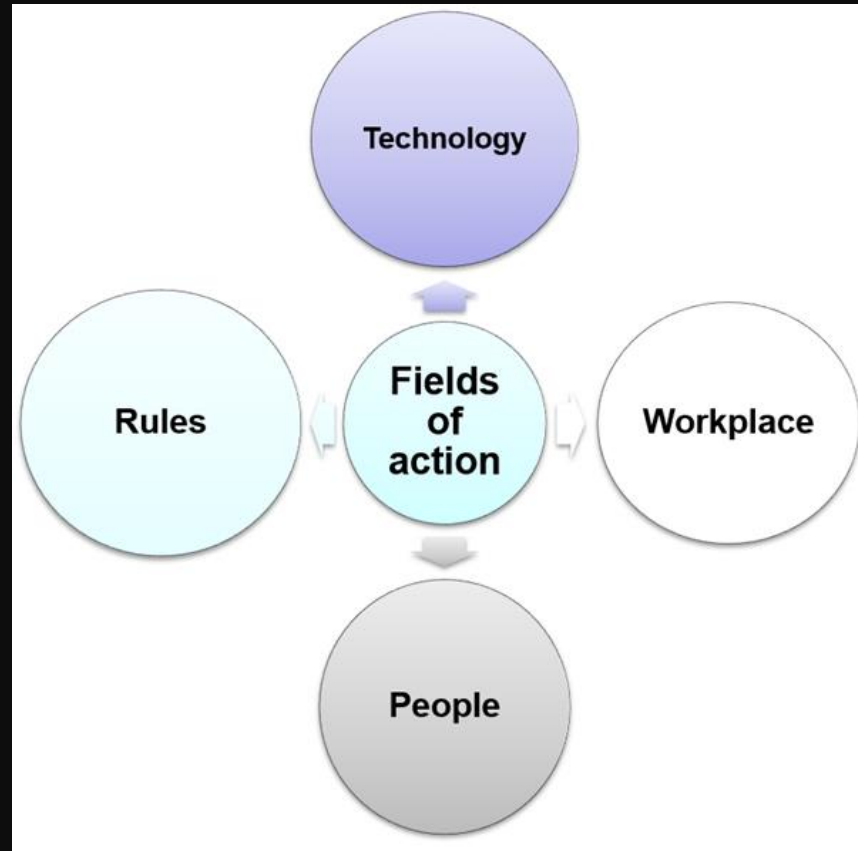 Technology
Rules
Fields
of
action
Workplace
People